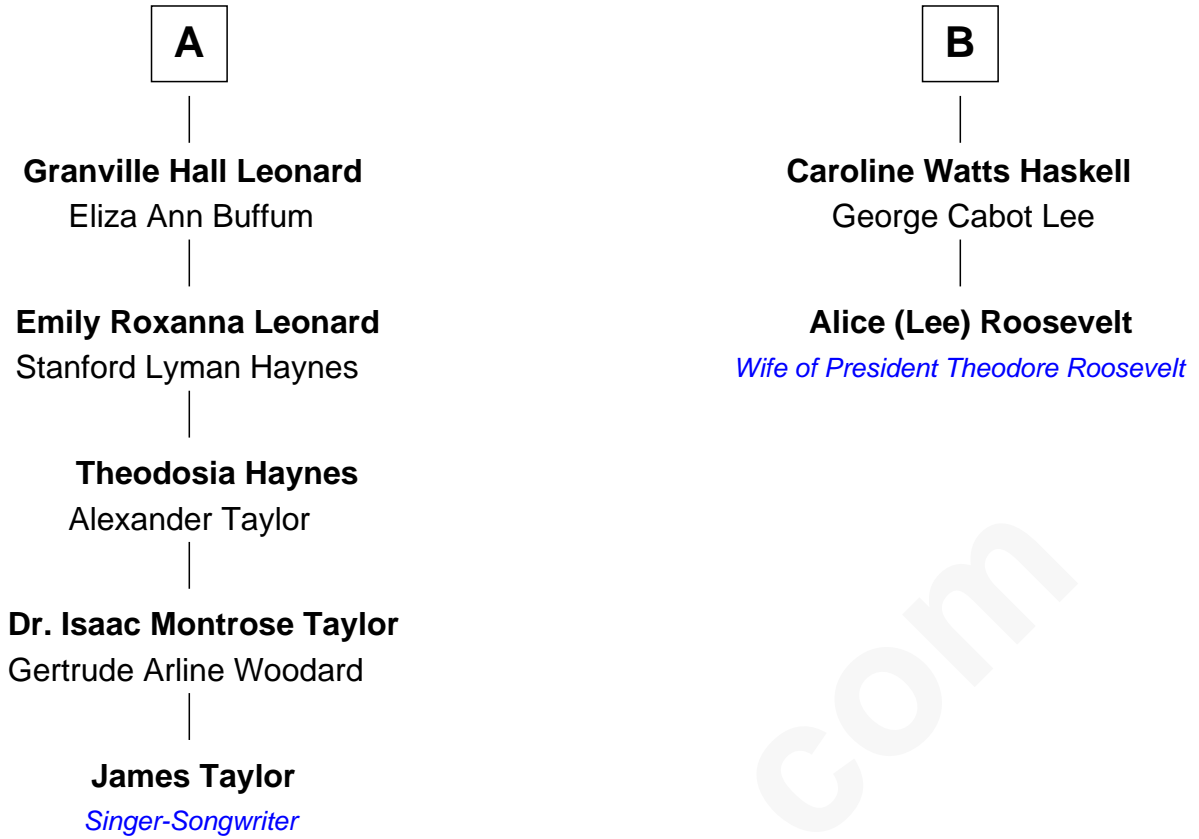 A
Granville Hall Leonard
Eliza Ann Buffum
Emily Roxanna Leonard
Stanford Lyman Haynes
Theodosia Haynes
Alexander Taylor
Dr. Isaac Montrose Taylor
Gertrude Arline Woodard
James Taylor
Singer-Songwriter
B
Caroline Watts Haskell
George Cabot Lee
Alice (Lee) Roosevelt
Wife of President Theodore Roosevelt
com